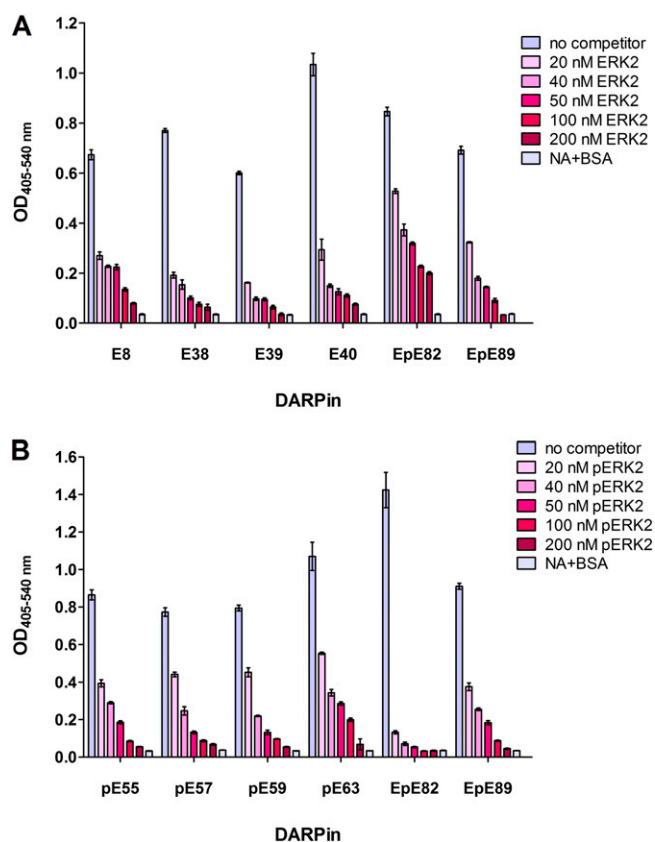 A
1.2
1.0
0.8
0.6
0.4
0.2
0.0
OD405-540 nm
no competitor
20 nM ERK2
40 nM ERK2
50 nM ERK2
100 nM ERK2
200 nM ERK2
NA+BSA
E8 E38 E39 E40 EpE82 EpE89
DARPin
B
1.6
1.4
1.2
1.0
0.8
0.6
0.4
0.2
0.0
OD405-540 nm
no competitor
20 nM pERK2
40 nM pERK2
50 nM pERK2
100 nM pERK2
200 nM pERK2
NA+BSA
pE55 pE57 pE59 pE63 EpE82 EpE89
DARPin